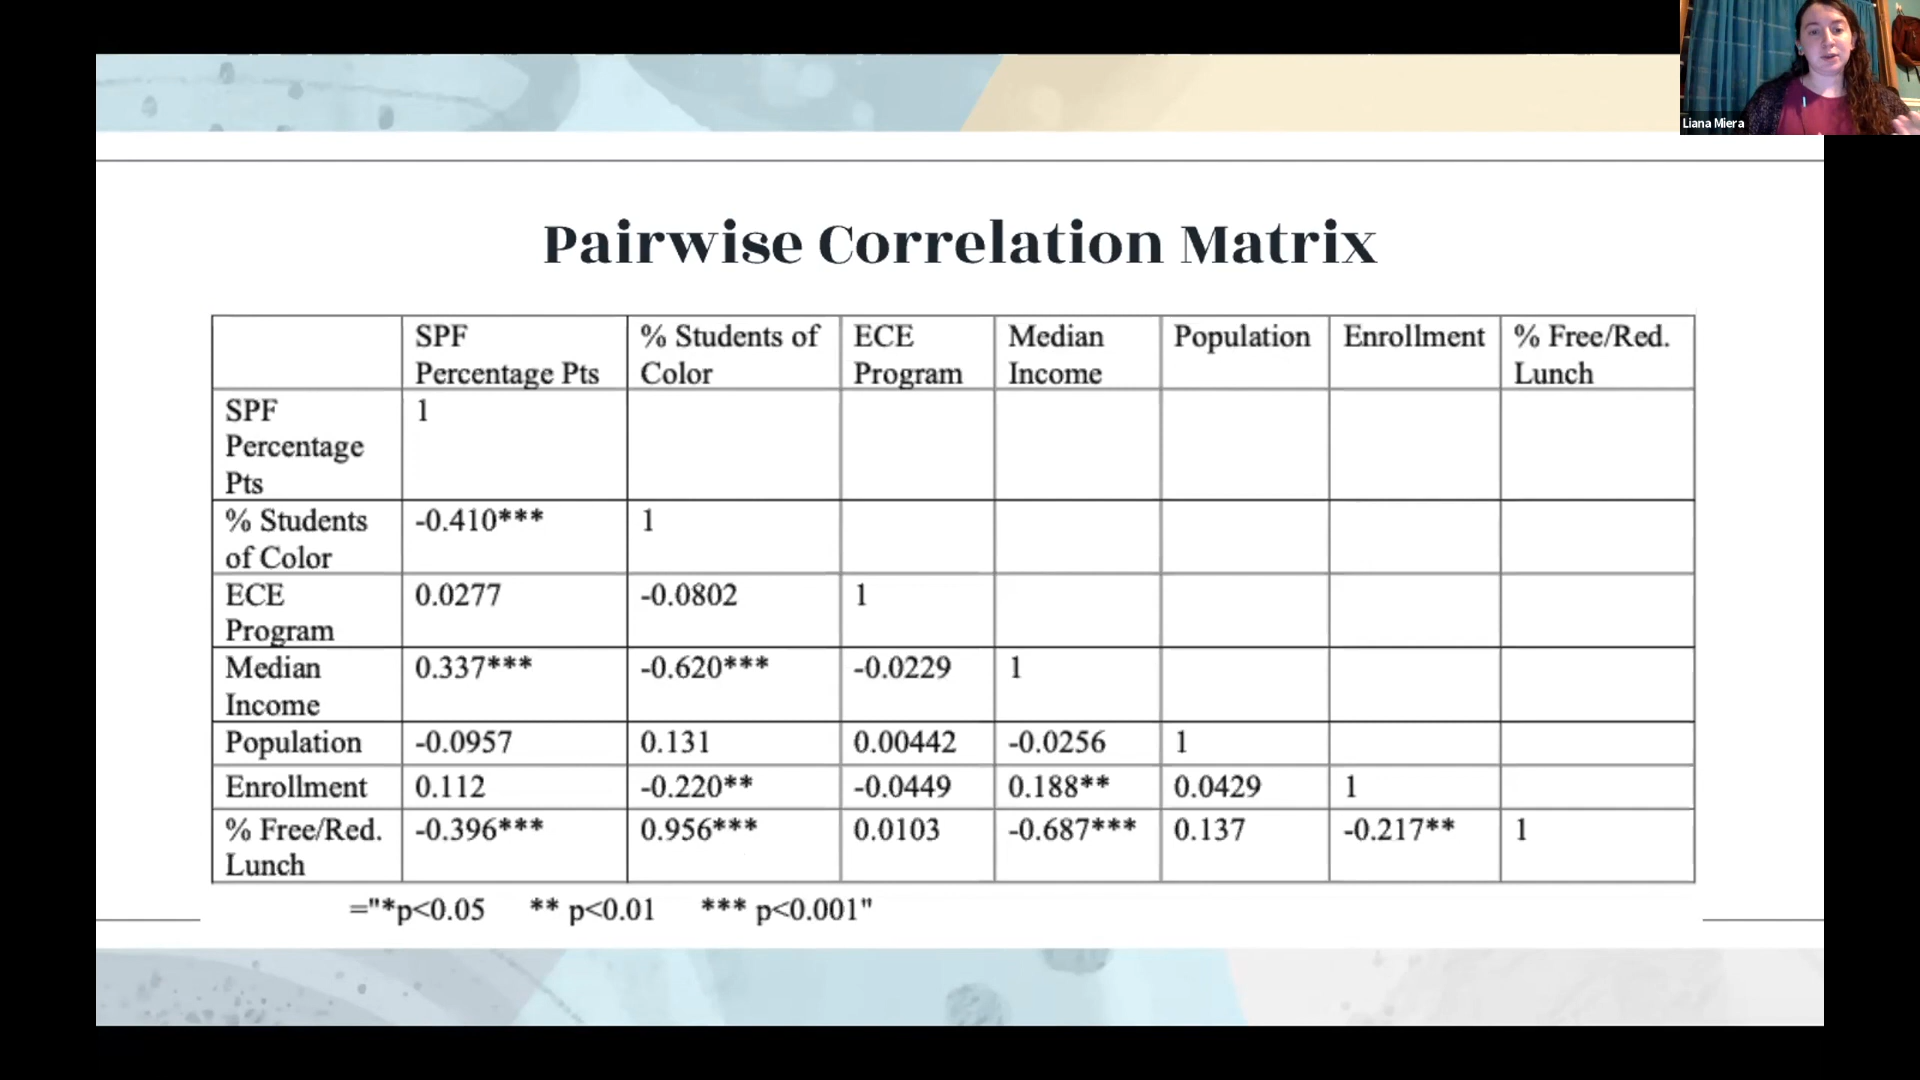 Liana Miera
Pairwise Correlation Matrix
SPF Percentage Pts
% Students of Color
ECE Program
Median Income
Population
Enrollment
% Free/Red. Lunch
SPF Percentage Pts 1
% Students of Color -0.410*** 1
ECE Program 0.0277 -0.0802 1
Median Income 0.337*** -0.620*** -0.0229 1
Population -0.0957 0.131 0.00442 -0.0256 1
Enrollment 0.112 -0.220** -0.0449 0.188** 0.0429 1
% Free/Red. Lunch -0.396*** 0.956*** 0.0103 -0.687*** 0.137 -0.217** 1
="*p<0.05 ** p<0.01 *** p<0.001"